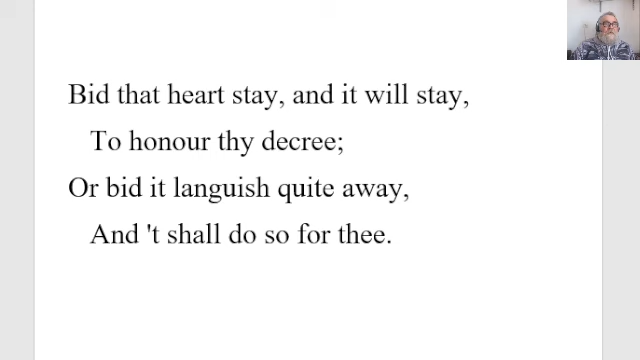 Bid that heart stay, and it will stay,
To honour thy decree;
Or bid it languish quite away,
And 't shall do so for thee.